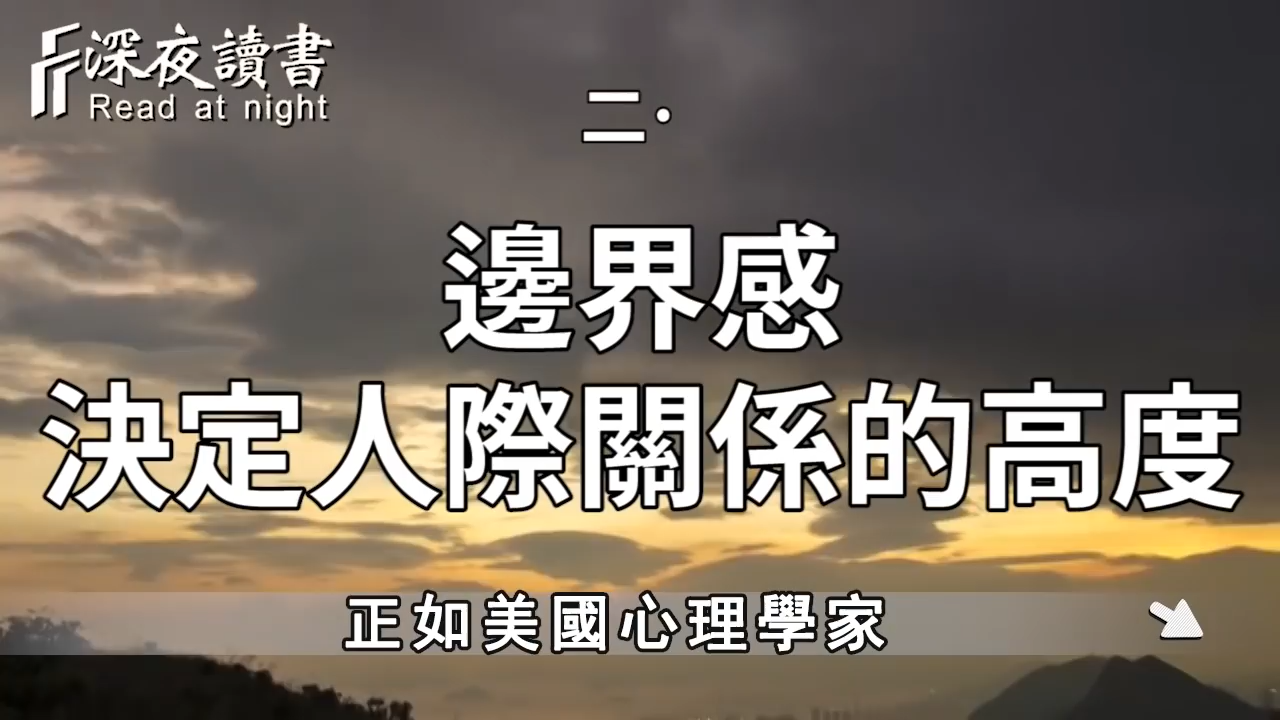 深夜讀書
Read at night
二·
邊界感
決定人際關係的高度
正如美國心理學家